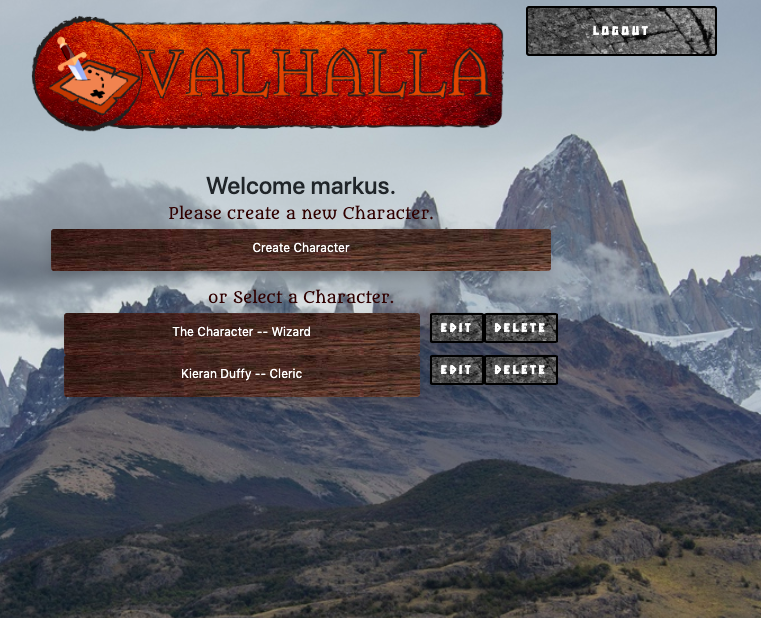 VALHALLA
LOGOUT
Welcome markus.
Please create a new Character.
Create Character
or Select a Character.
The Character -- Wizard
EDIT
DELETE
Kieran Duffy -- Cleric
EDIT
DELETE